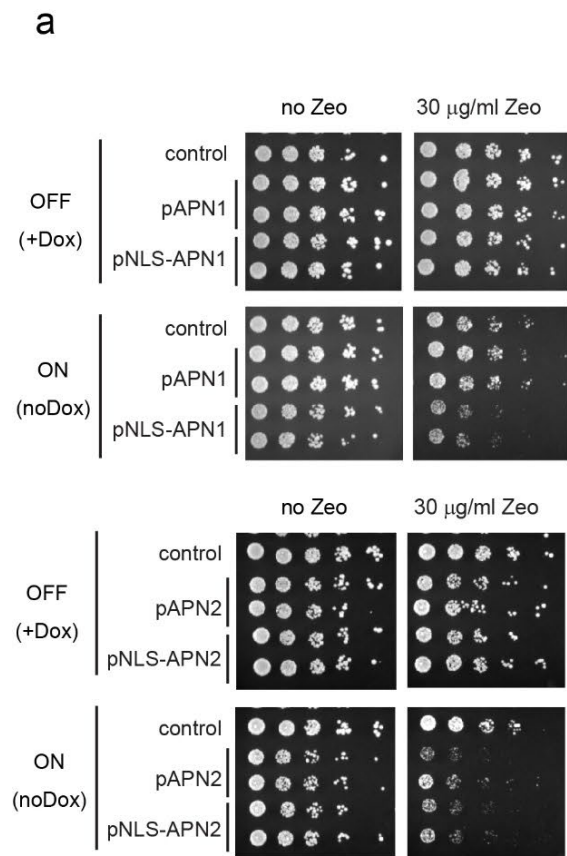 a
no Zeo 30 μg/ml Zeo
control
OFF
(+Dox)
pAPN1
pNLS-APN1
control
ON
(noDox)
pAPN1
pNLS-APN1
no Zeo 30 μg/ml Zeo
control
OFF
(+Dox)
pAPN2
pNLS-APN2
control
ON
(noDox)
pAPN2
pNLS-APN2